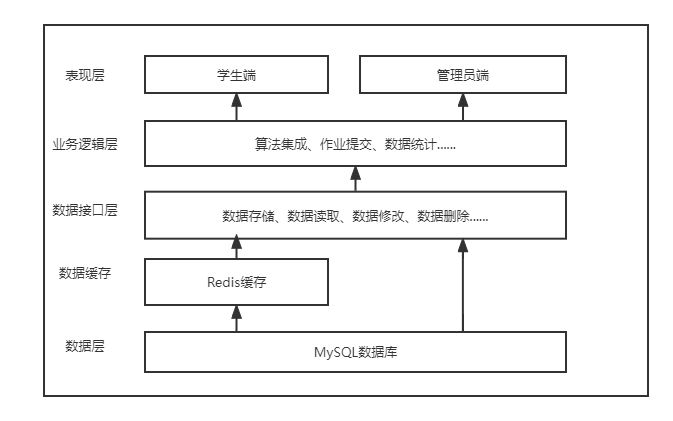 表现层
学生端
管理员端
业务逻辑层
算法集成、作业提交、数据统计......
数据接口层
数据存储、数据读取、数据修改、数据删除......
数据缓存
Redis缓存
数据层
MySQL数据库